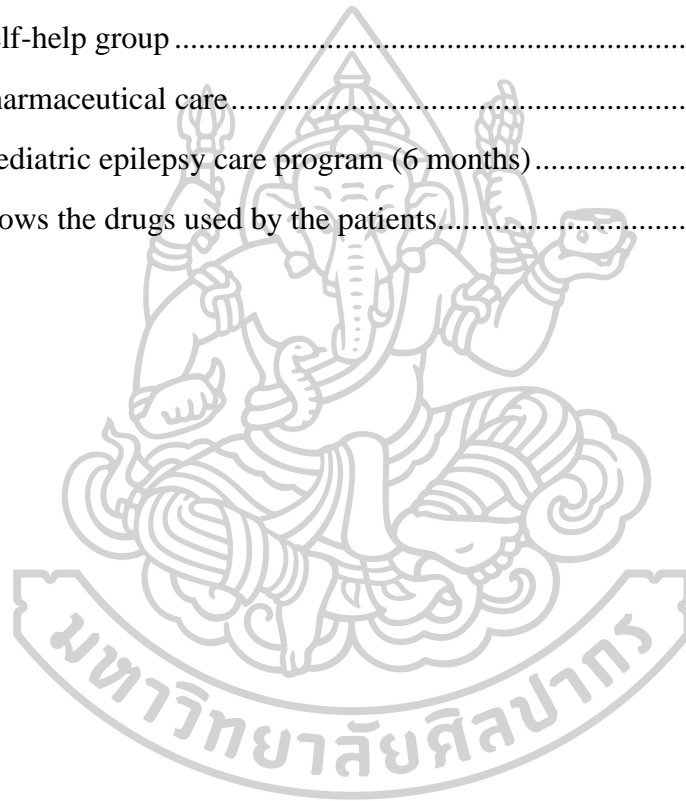 elf-help group ....................................................................
harmaceutical care ............................................................
ediatric epilepsy care program (6 months) .................
ows the drugs used by the patients. ............................
มหาวิทยาลัยศิลปากร